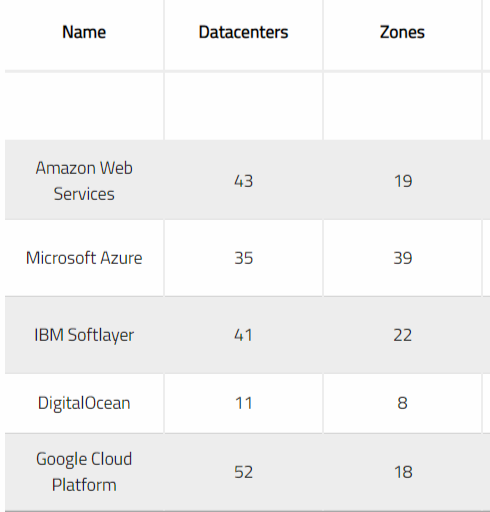 Name Datacenters Zones
Amazon Web
Services 43 19
Microsoft Azure 35 39
IBM Softlayer 41 22
DigitalOcean 11 8
Google Cloud
Platform 52 18